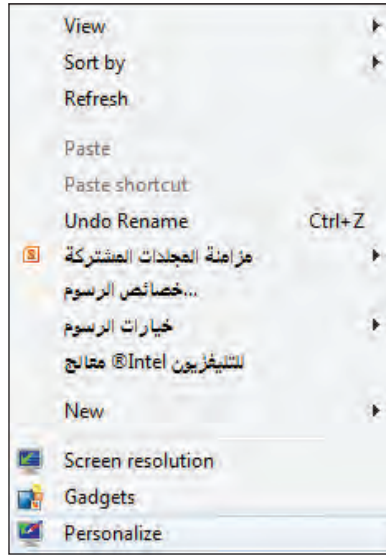 View
Sort by
Refresh
Paste
Paste shortcut
Undo Rename Ctrl+Z
مزامنة المجلدات المشتركة
...خصائص الرسوم
خيارات الرسوم
للتليفزيون Intel® معالج
New
Screen resolution
Gadgets
Personalize